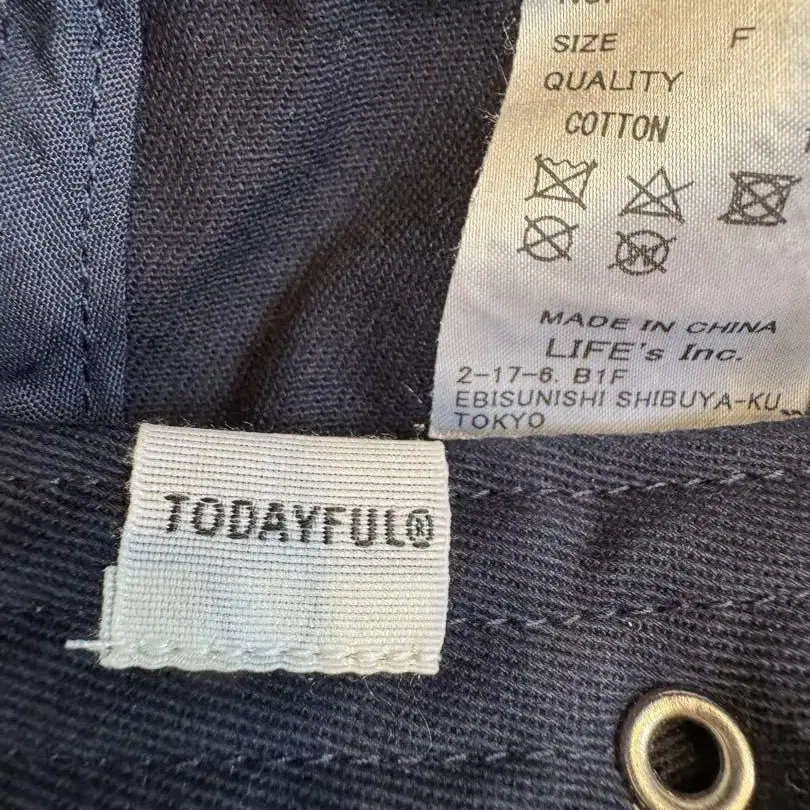 SIZE F
QUALITY
COTTON
MADE IN CHINA
LIFE's Inc.
2-17-6. B1F
EBISUNISHI SHIBUYA-KU
TOKYO
TODAYFUL®